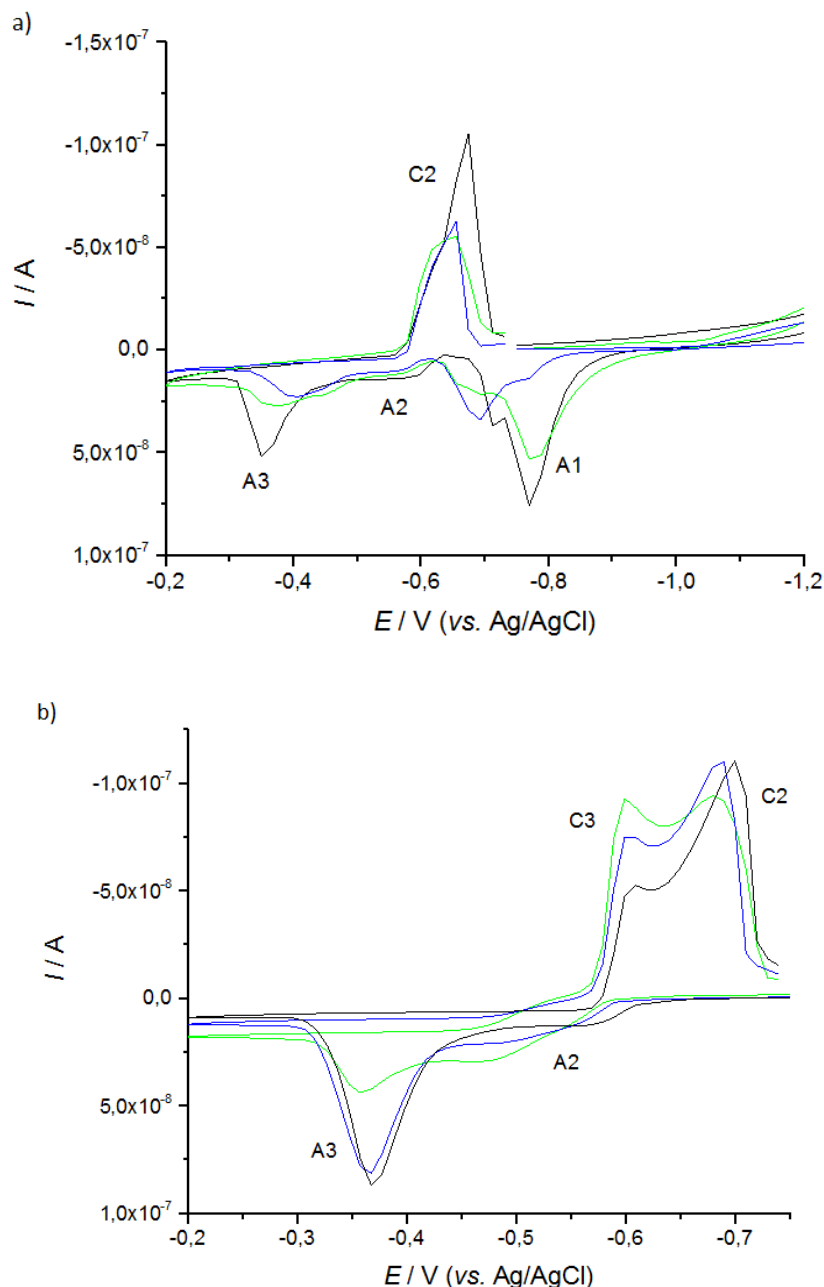 a)
-1,5x10⁻⁷
-1,0x10⁻⁷
-5,0x10⁻⁸
0,0
5,0x10⁻⁸
1,0x10⁻⁷
I / A
C2
A2
A3
A1
-0,2
-0,4
-0,6
-0,8
-1,0
-1,2
E / V (vs. Ag/AgCl)
b)
-1,0x10⁻⁷
-5,0x10⁻⁸
0,0
5,0x10⁻⁸
1,0x10⁻⁷
I / A
C3
C2
A2
A3
-0,2
-0,3
-0,4
-0,5
-0,6
-0,7
E / V (vs. Ag/AgCl)